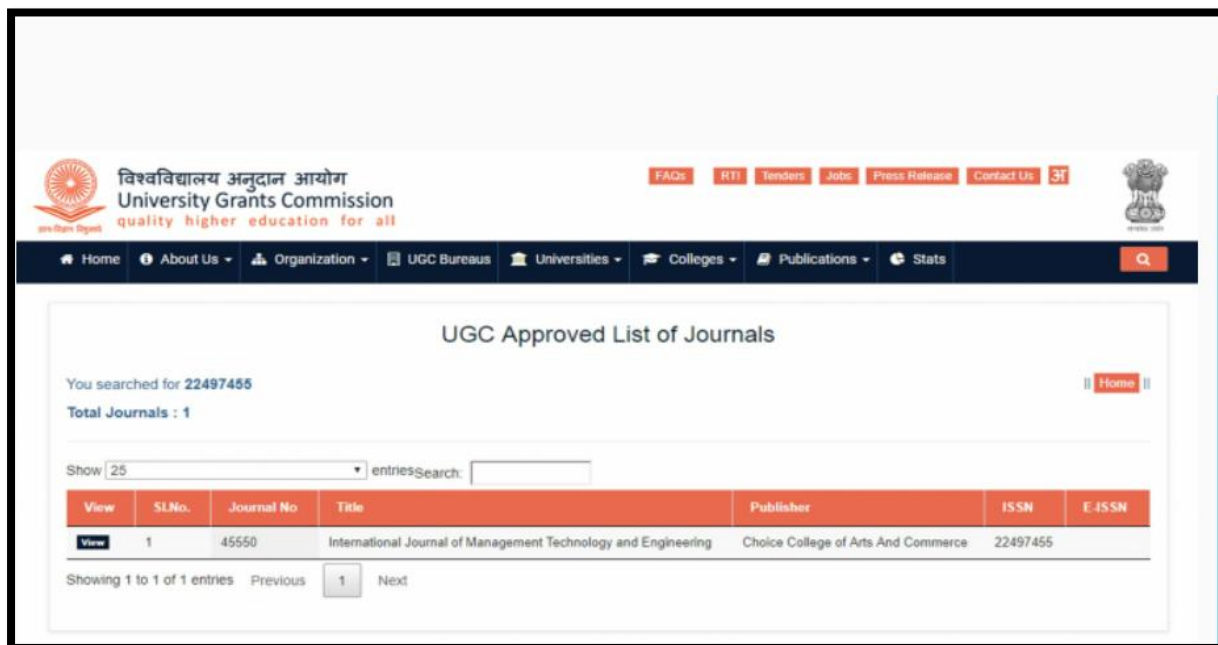 विश्वविद्यालय अनुदान आयोग
University Grants Commission
quality higher education for all
ज्ञान-विज्ञान विमुक्तये
FAQs RTI Tenders Jobs Press Release Contact Us अ
सत्यमेव जयते
Home About Us Organization UGC Bureaus Universities Colleges Publications Stats
UGC Approved List of Journals
You searched for 22497455
|| Home ||
Total Journals : 1
Show 25 entries Search:
View Sl.No. Journal No Title Publisher ISSN E-ISSN
View 1 45550 International Journal of Management Technology and Engineering Choice College of Arts And Commerce 22497455
Showing 1 to 1 of 1 entries Previous 1 Next